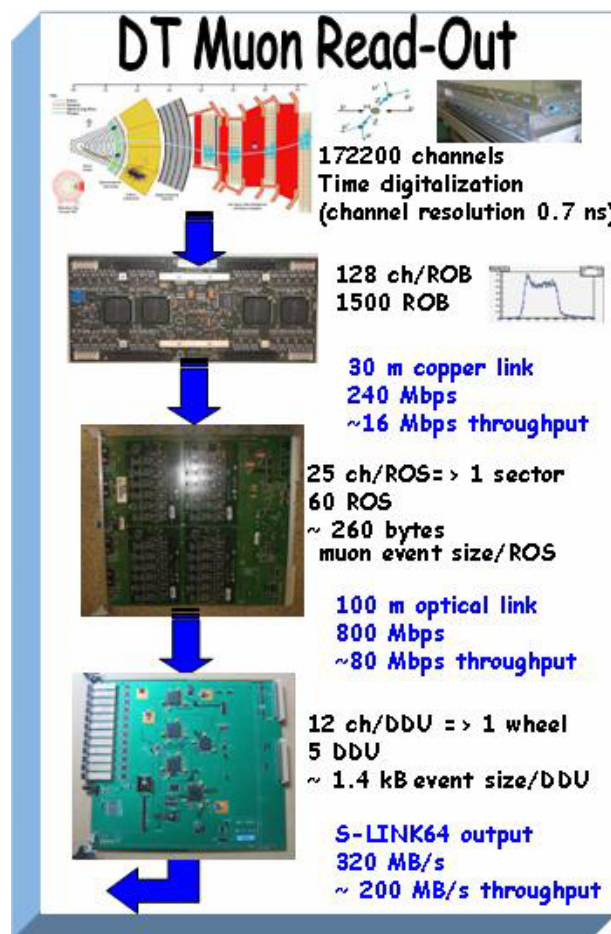 DT Muon Read-Out
172200 channels
Time digitalization
(channel resolution 0.7 ns)
128 ch/ROB
1500 ROB
30 m copper link
240 Mbps
~16 Mbps throughput
25 ch/ROS=> 1 sector
60 ROS
~ 260 bytes
muon event size/ROS
100 m optical link
800 Mbps
~80 Mbps throughput
12 ch/DDU => 1 wheel
5 DDU
~ 1.4 kB event size/DDU
S-LINK64 output
320 MB/s
~ 200 MB/s throughput